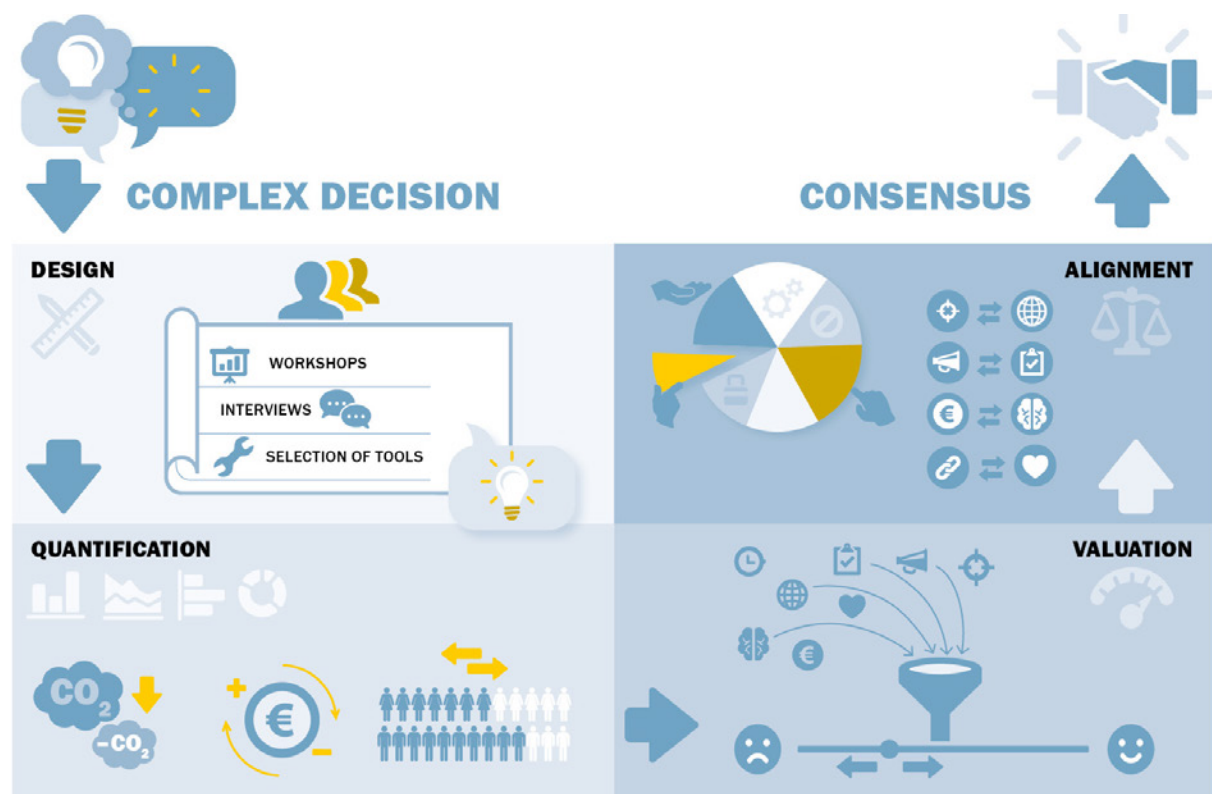 COMPLEX DECISION
CONSENSUS
DESIGN
WORKSHOPS
INTERVIEWS
SELECTION OF TOOLS
ALIGNMENT
€
QUANTIFICATION
CO2
-CO2
+
€
-
VALUATION
€